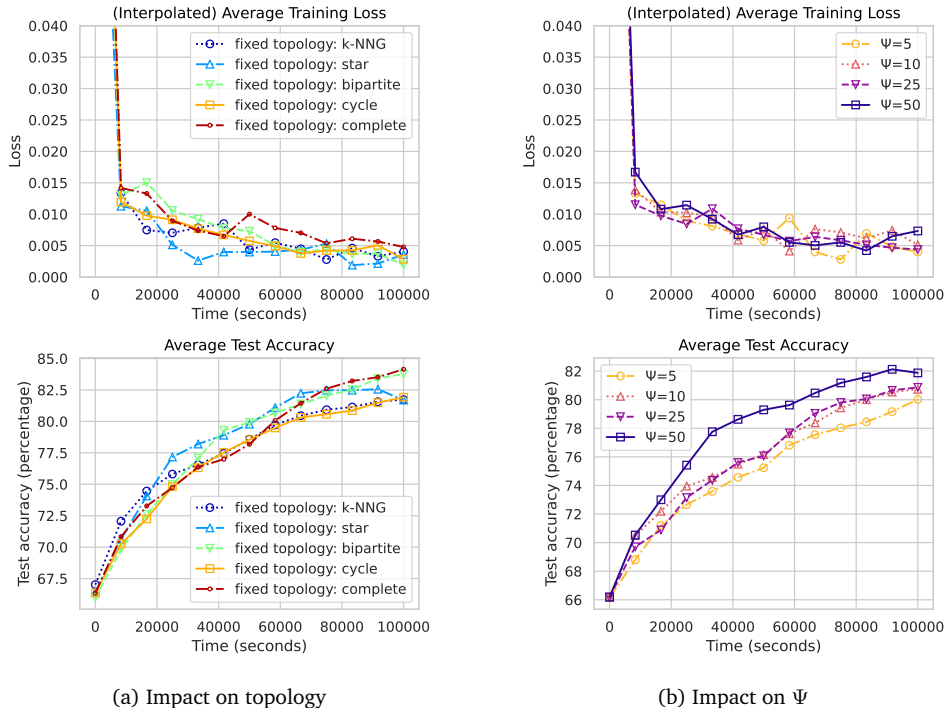 (Interpolated) Average Training Loss
0.040
0.035
0.030
0.025
0.020
0.015
0.010
0.005
0.000
Loss
fixed topology: k-NNG
fixed topology: star
fixed topology: bipartite
fixed topology: cycle
fixed topology: complete
0 20000 40000 60000 80000 100000
Time (seconds)
(Interpolated) Average Training Loss
0.040
0.035
0.030
0.025
0.020
0.015
0.010
0.005
0.000
Loss
Ψ=5
Ψ=10
Ψ=25
Ψ=50
0 20000 40000 60000 80000 100000
Time (seconds)
Average Test Accuracy
85.0
82.5
80.0
77.5
75.0
72.5
70.0
67.5
Test accuracy (percentage)
fixed topology: k-NNG
fixed topology: star
fixed topology: bipartite
fixed topology: cycle
fixed topology: complete
0 20000 40000 60000 80000 100000
Time (seconds)
Average Test Accuracy
82
80
78
76
74
72
70
68
66
Test accuracy (percentage)
Ψ=5
Ψ=10
Ψ=25
Ψ=50
0 20000 40000 60000 80000 100000
Time (seconds)
(a) Impact on topology
(b) Impact on Ψ